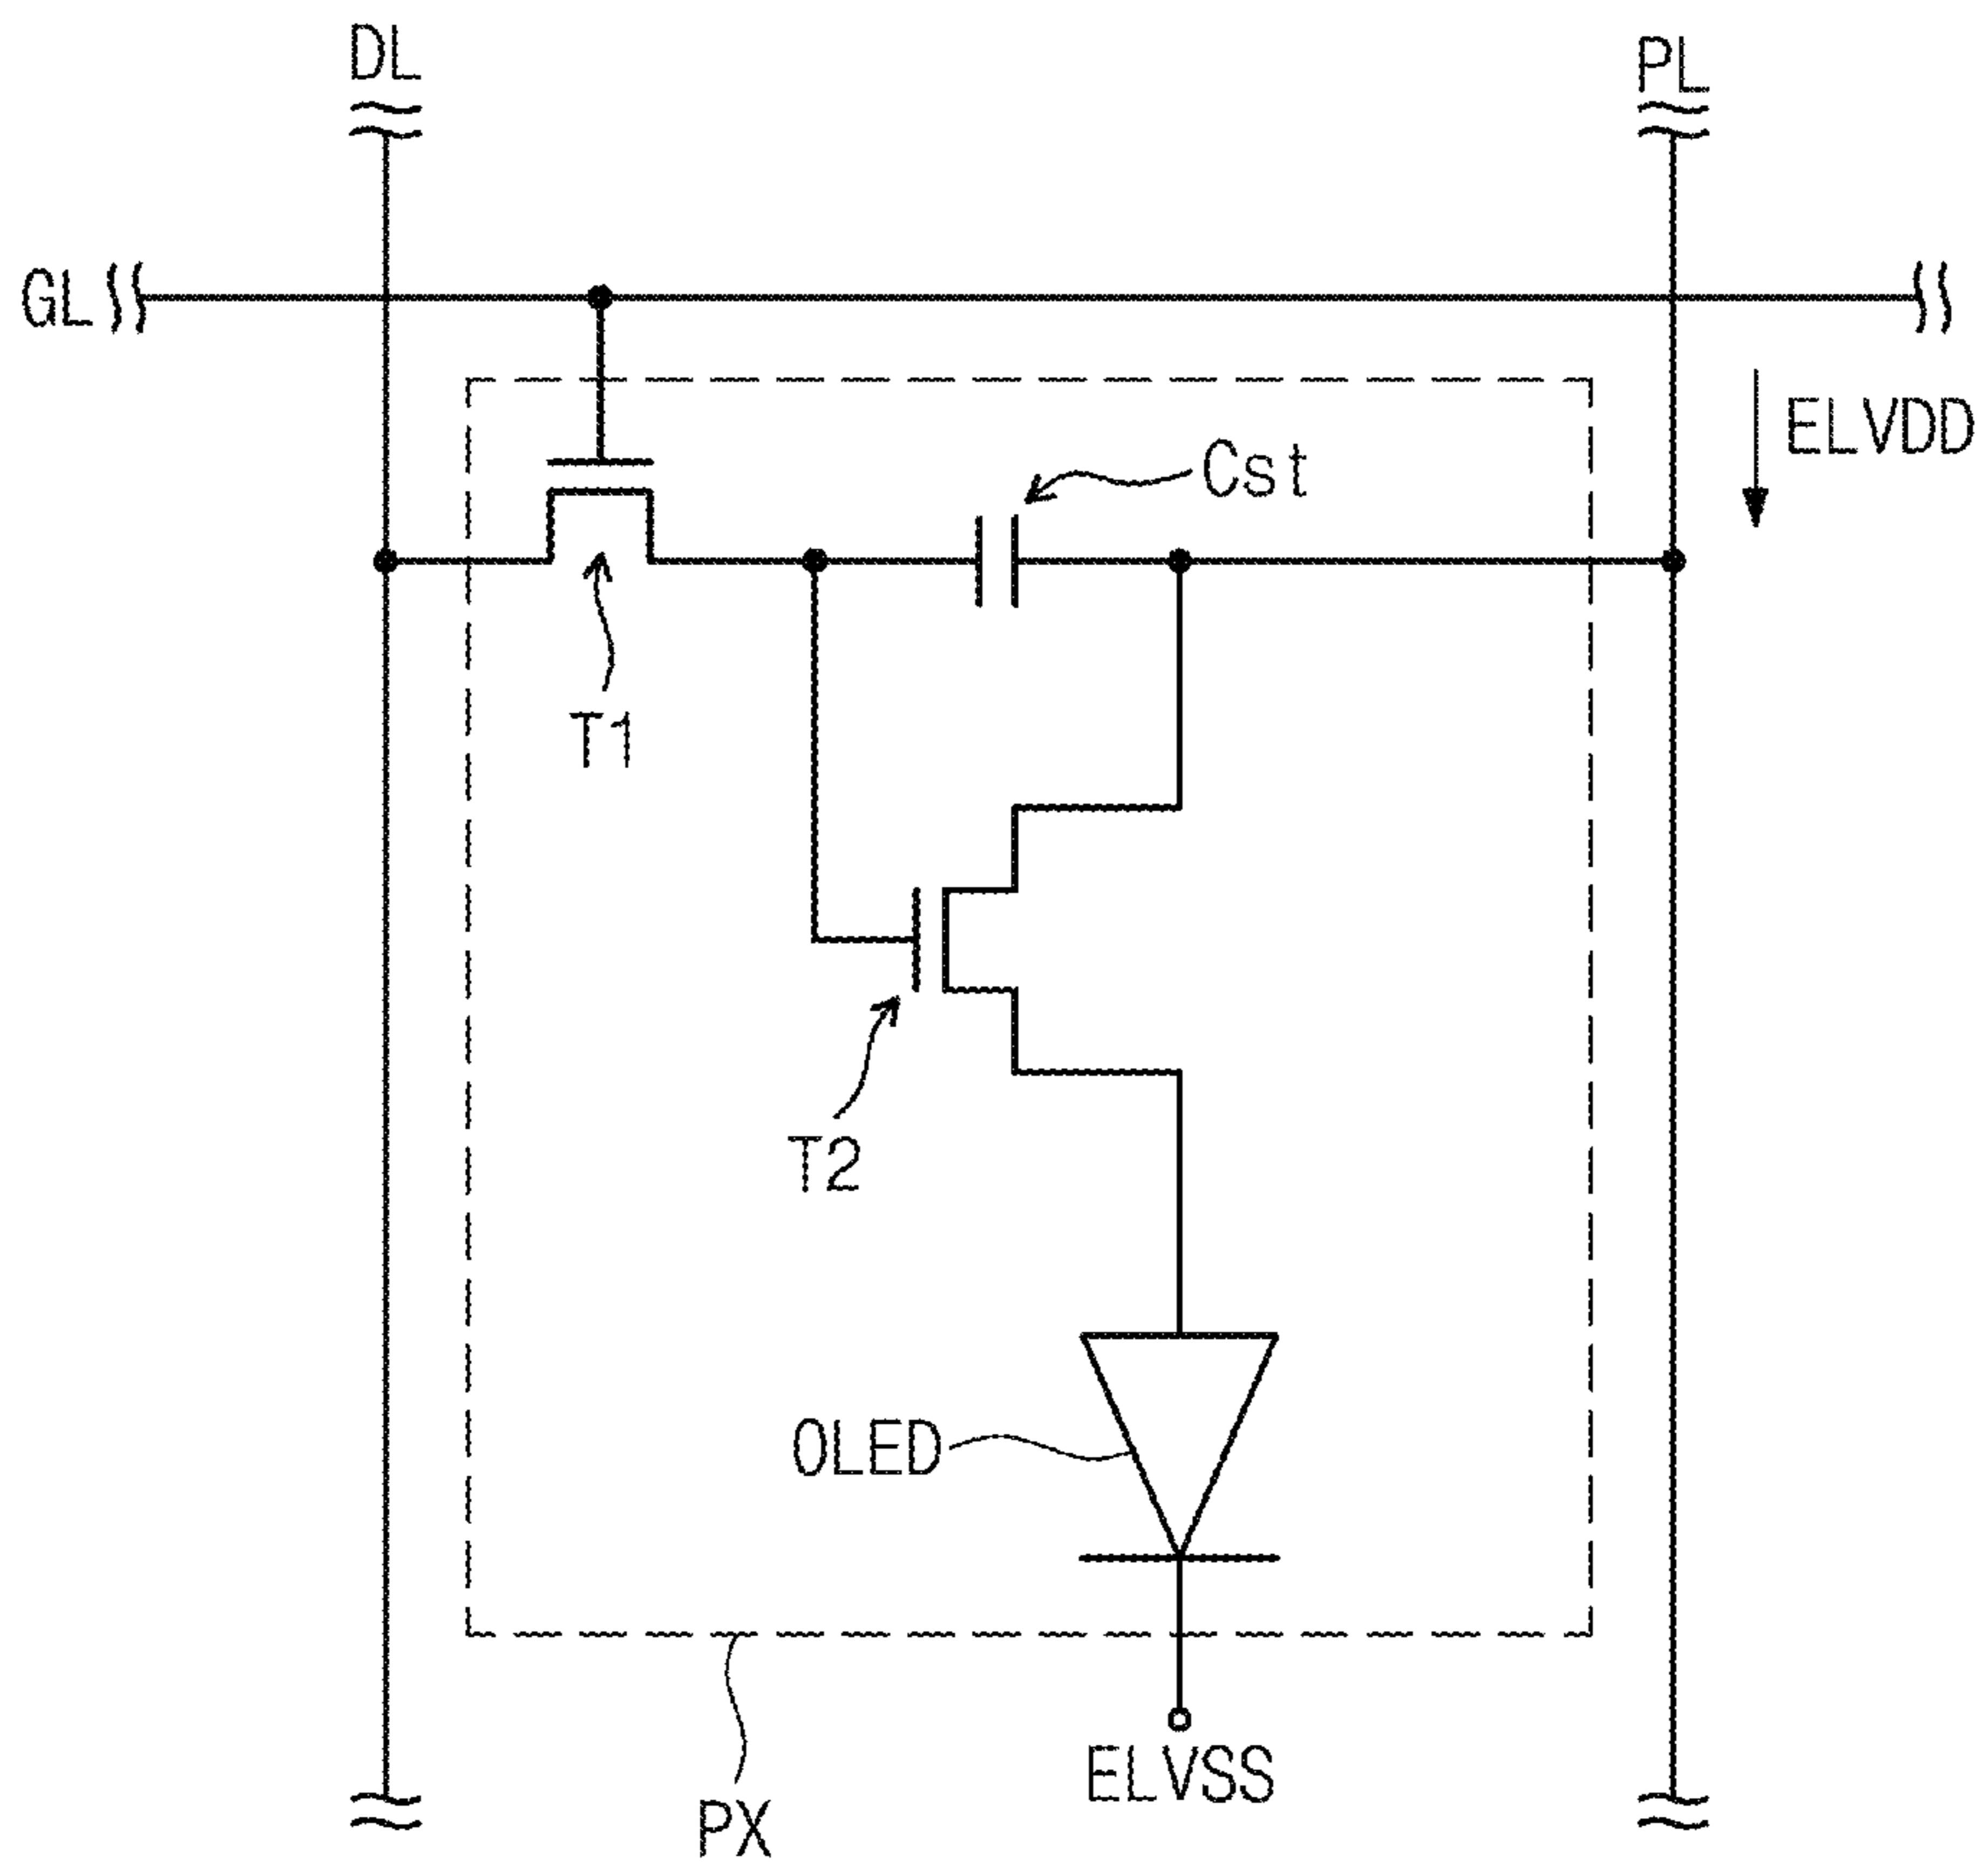 DL
PL
GL
ELVDD
Cst
T1
T2
OLED
ELVSS
PX